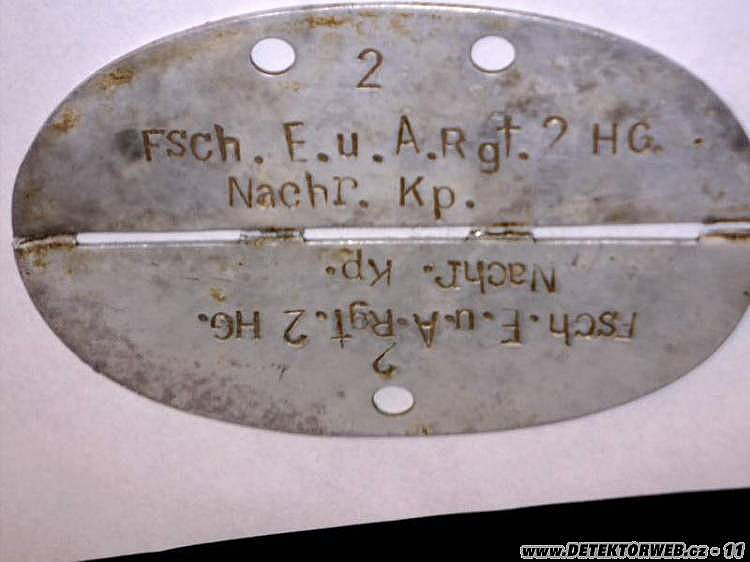 2
Fsch. E.u.A.Rgt.2 HG.
Nachr. Kp.
Nachr. Kp.
Fsch.E.u.A.Rgt.2 HG.
2
www.DETEKTORWEB.cz - 11